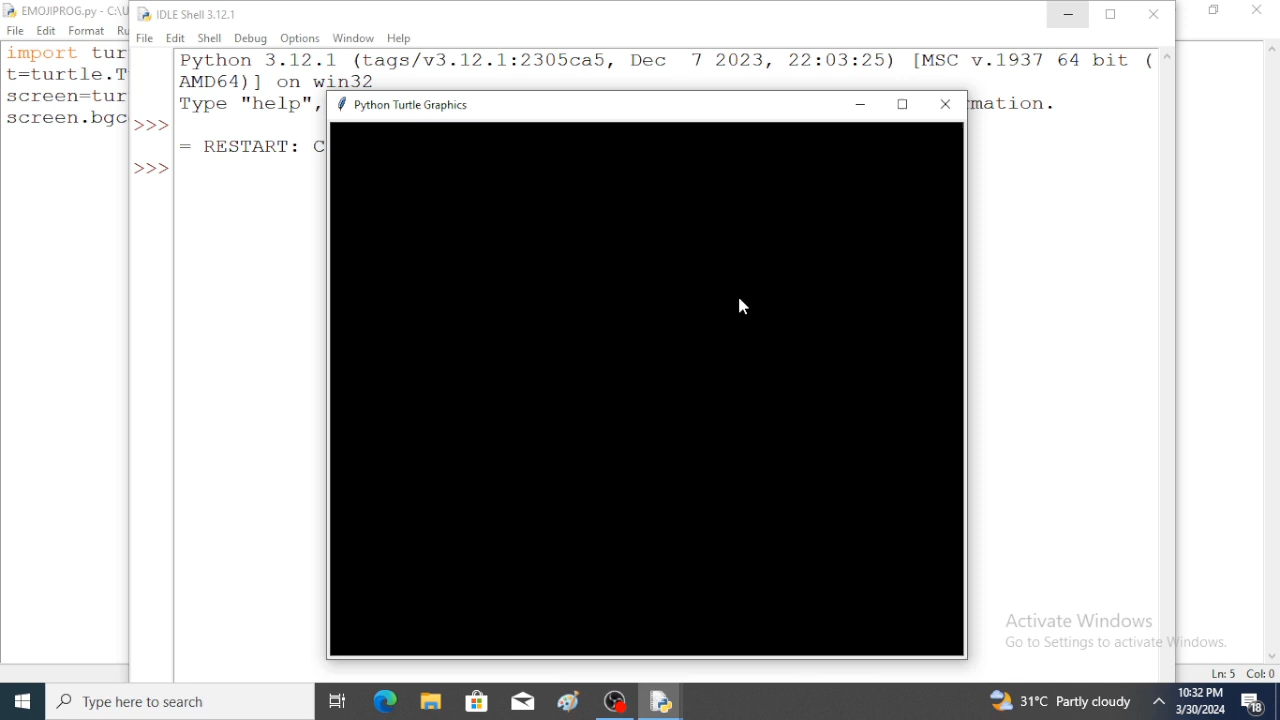 EMOJIPROG.py - C:\U
File Edit Format Ru
import tur
t=turtle.T
screen=tur
screen.bgc
IDLE Shell 3.12.1
File Edit Shell Debug Options Window Help
Python 3.12.1 (tags/v3.12.1:2305ca5, Dec 7 2023, 22:03:25) [MSC v.1937 64 bit (
AMD64)] on win32
Type "help", mation.
>>>
= RESTART: C
>>>
Python Turtle Graphics
Activate Windows
Go to Settings to activate Windows.
Ln: 5 Col: 0
Type here to search
31°C Partly cloudy
10:32 PM
3/30/2024
18